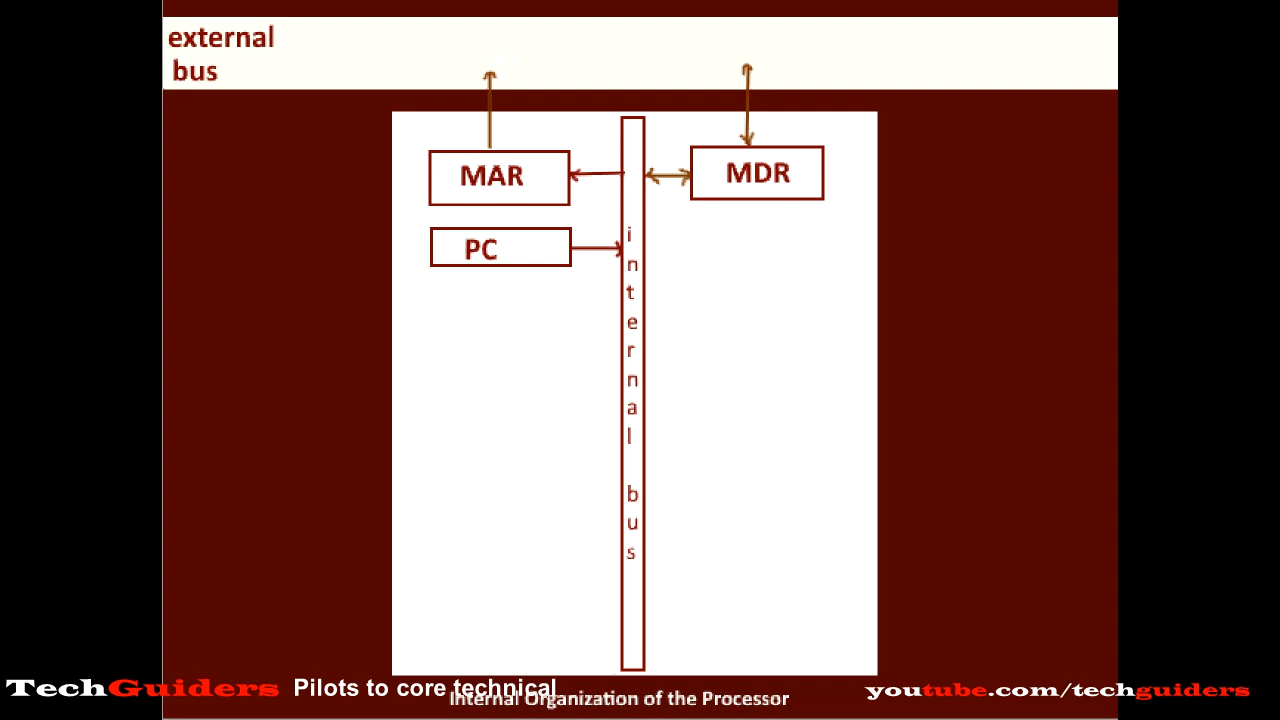 external
bus
MAR
MDR
PC
internal bus
TechGuiders Pilots to core technical
Internal Organization of the Processor
youtube.com/techguiders